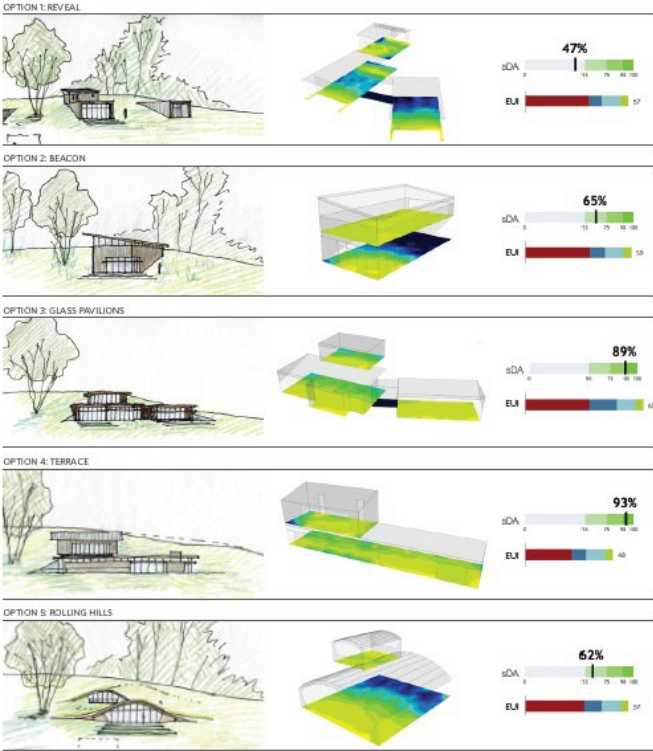 OPTION 1: REVEAL
47%
sDA
0 55 75 90 100
EUI 57
OPTION 2: BEACON
65%
sDA
0 55 75 90 100
EUI 59
OPTION 3: GLASS PAVILIONS
89%
sDA
0 55 75 90 100
EUI
OPTION 4: TERRACE
93%
sDA
0 55 75 90 100
EUI 48
OPTION 5: ROLLING HILLS
62%
sDA
0 55 75 90 100
EUI 57